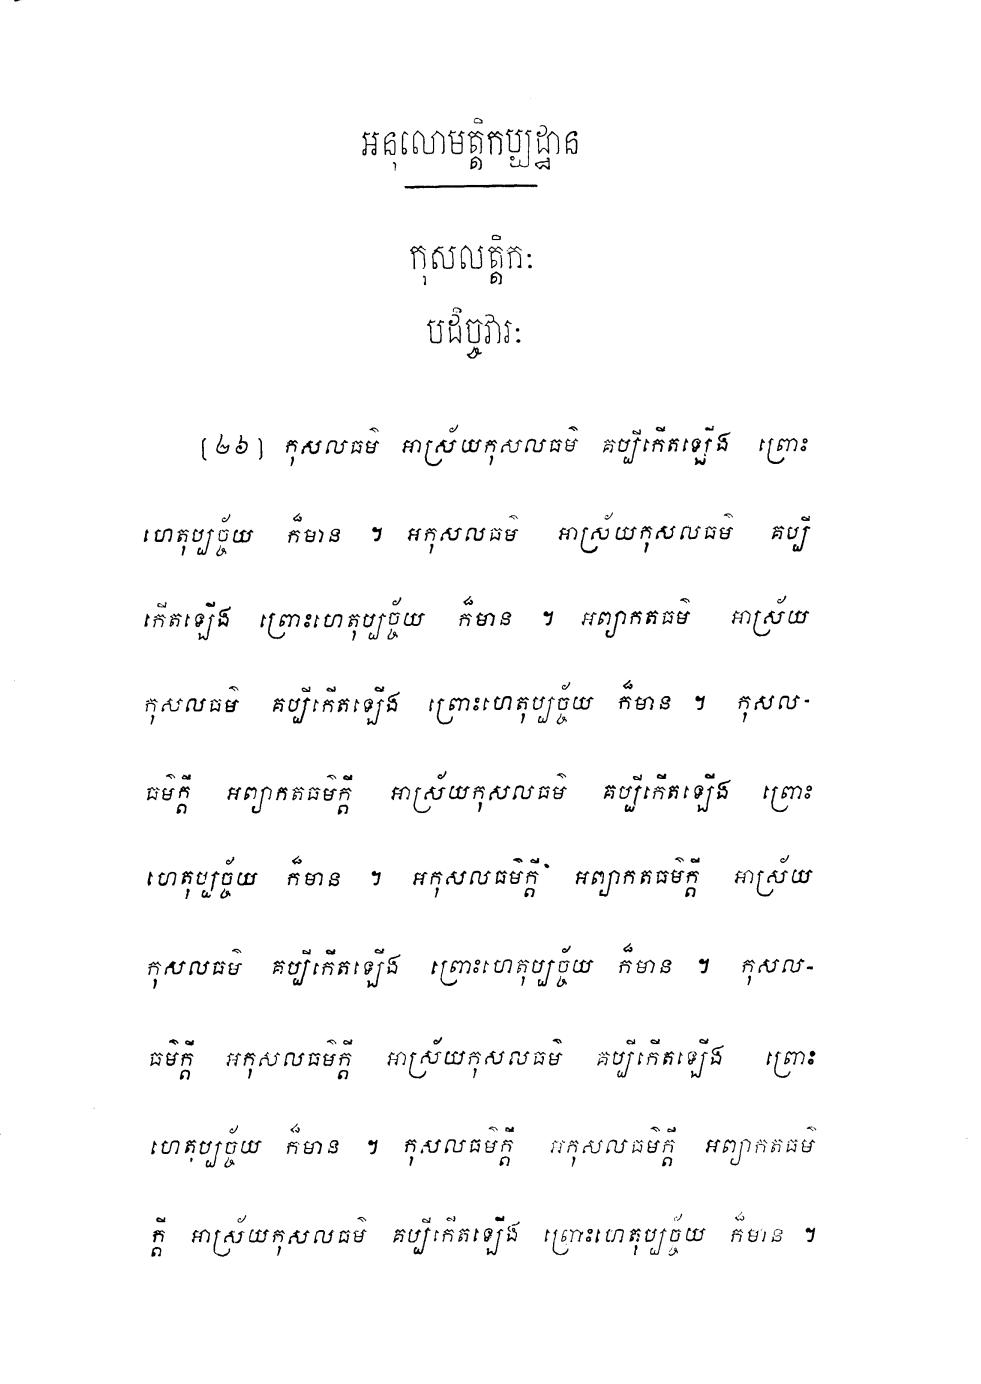 អនុលោមត្តិកប្បដ្ឋាន
កុសលត្តិកៈ
បដិច្ចវារៈ
[២៦] កុសលធម៌ អាស្រ័យកុសលធម៌ គប្បីកើតឡើង ព្រោះ
ហេតុប្បច្ច័យ ក៏មាន ។ អកុសលធម៌ អាស្រ័យកុសលធម៌ គប្បី
កើតឡើង ព្រោះហេតុប្បច្ច័យ ក៏មាន ។ អព្យាកតធម៌ អាស្រ័យ
កុសលធម៌ គប្បីកើតឡើង ព្រោះហេតុប្បច្ច័យ ក៏មាន ។ កុសល-
ធម៌ក្តី អព្យាកតធម៌ក្តី អាស្រ័យកុសលធម៌ គប្បីកើតឡើង ព្រោះ
ហេតុប្បច្ច័យ ក៏មាន ។ អកុសលធម៌ក្តី អព្យាកតធម៌ក្តី អាស្រ័យ
កុសលធម៌ គប្បីកើតឡើង ព្រោះហេតុប្បច្ច័យ ក៏មាន ។ កុសល-
ធម៌ក្តី អកុសលធម៌ក្តី អាស្រ័យកុសលធម៌ គប្បីកើតឡើង ព្រោះ
ហេតុប្បច្ច័យ ក៏មាន ។ កុសលធម៌ក្តី អកុសលធម៌ក្តី អព្យាកតធម៌
ក្តី អាស្រ័យកុសលធម៌ គប្បីកើតឡើង ព្រោះហេតុប្បច្ច័យ ក៏មាន ។